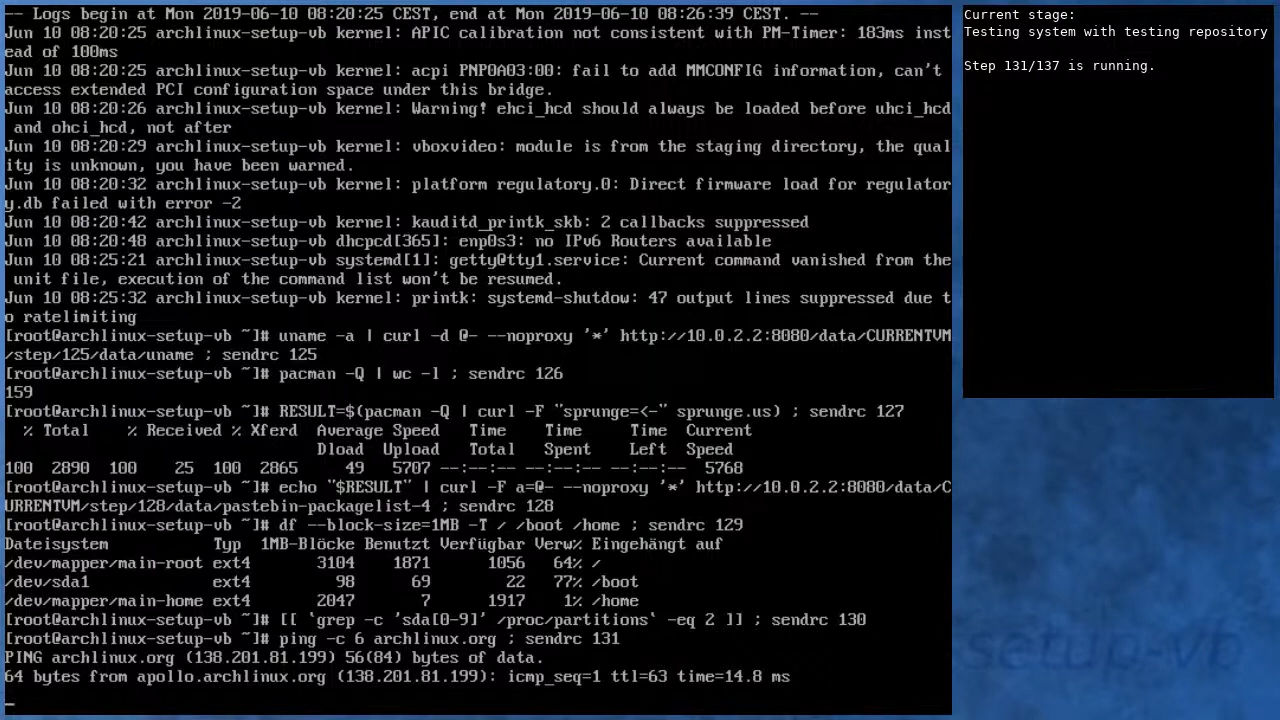 -- Logs begin at Mon 2019-06-10 08:20:25 CEST, end at Mon 2019-06-10 08:26:39 CEST. --
Jun 10 08:20:25 archlinux-setup-vb kernel: APIC calibration not consistent with PM-Timer: 183ms inst
ead of 100ms
Jun 10 08:20:25 archlinux-setup-vb kernel: acpi PNP0A03:00: fail to add MMCONFIG information, can't
access extended PCI configuration space under this bridge.
Jun 10 08:20:26 archlinux-setup-vb kernel: Warning! ehci_hcd should always be loaded before uhci_hcd
 and ohci_hcd, not after
Jun 10 08:20:29 archlinux-setup-vb kernel: vboxvideo: module is from the staging directory, the qual
ity is unknown, you have been warned.
Jun 10 08:20:32 archlinux-setup-vb kernel: platform regulatory.0: Direct firmware load for regulator
y.db failed with error -2
Jun 10 08:20:42 archlinux-setup-vb kernel: kauditd_printk_skb: 2 callbacks suppressed
Jun 10 08:20:48 archlinux-setup-vb dhcpcd[365]: enp0s3: no IPv6 Routers available
Jun 10 08:25:21 archlinux-setup-vb systemd[1]: getty@tty1.service: Current command vanished from the
 unit file, execution of the command list won't be resumed.
Jun 10 08:25:32 archlinux-setup-vb kernel: printk: systemd-shutdow: 47 output lines suppressed due t
o ratelimiting
[root@archlinux-setup-vb ~]# uname -a | curl -d @- --noproxy '*' http://10.0.2.2:8080/data/CURRENTVM
/step/125/data/uname ; sendrc 125
[root@archlinux-setup-vb ~]# pacman -Q | wc -l ; sendrc 126
159
[root@archlinux-setup-vb ~]# RESULT=$(pacman -Q | curl -F "sprunge=<-" sprunge.us) ; sendrc 127
  % Total    % Received % Xferd  Average Speed   Time    Time     Time  Current
                                 Dload  Upload   Total   Spent    Left  Speed
100  2890  100    25  100  2865     49   5707 --:--:-- --:--:-- --:--:--  5768
[root@archlinux-setup-vb ~]# echo "$RESULT" | curl -F a=@- --noproxy '*' http://10.0.2.2:8080/data/C
URRENTVM/step/128/data/pastebin-packagelist-4 ; sendrc 128
[root@archlinux-setup-vb ~]# df --block-size=1MB -T / /boot /home ; sendrc 129
Dateisystem           Typ  1MB-Blöcke Benutzt Verfügbar Verw% Eingehängt auf
/dev/mapper/main-root ext4       3104    1871      1056   64% /
/dev/sda1             ext4         98      69        22   77% /boot
/dev/mapper/main-home ext4       2047       7      1917    1% /home
[root@archlinux-setup-vb ~]# [[ `grep -c 'sda[0-9]' /proc/partitions` -eq 2 ]] ; sendrc 130
[root@archlinux-setup-vb ~]# ping -c 6 archlinux.org ; sendrc 131
PING archlinux.org (138.201.81.199) 56(84) bytes of data.
64 bytes from apollo.archlinux.org (138.201.81.199): icmp_seq=1 ttl=63 time=14.8 ms
Current stage:
Testing system with testing repository
Step 131/137 is running.
setup-vb